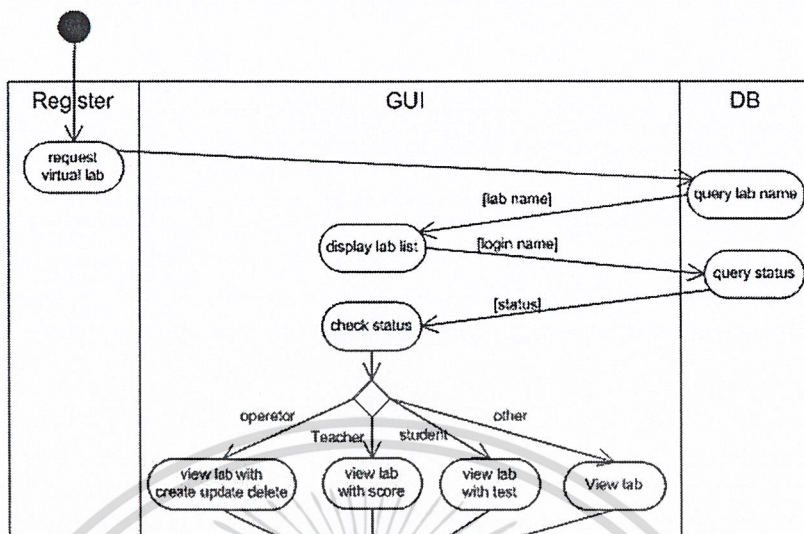 Register
GUI
DB
request
virtual lab
query lab name
[lab name]
display lab list
[login name]
query status
[status]
check status
operetor
Teacher
student
other
view lab with
create update delete
view lab
with score
view lab
with test
View lab